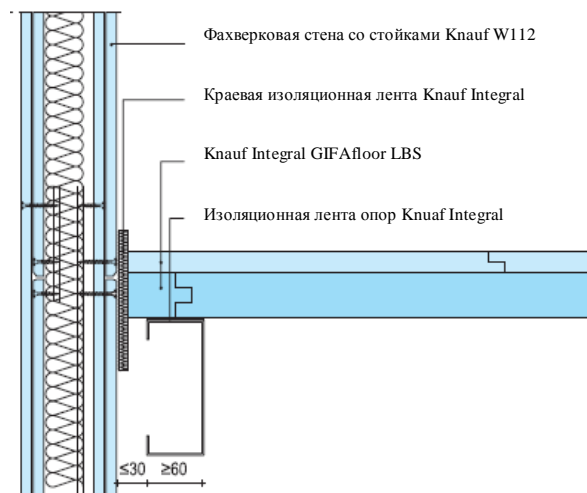 Фахверковая стена со стойками Knauf W112
Краевая изоляционная лента Knauf Integral
Knauf Integral GIFAfloor LBS
Изоляционная лента опор Knuaf Integral
≤30 ≥60